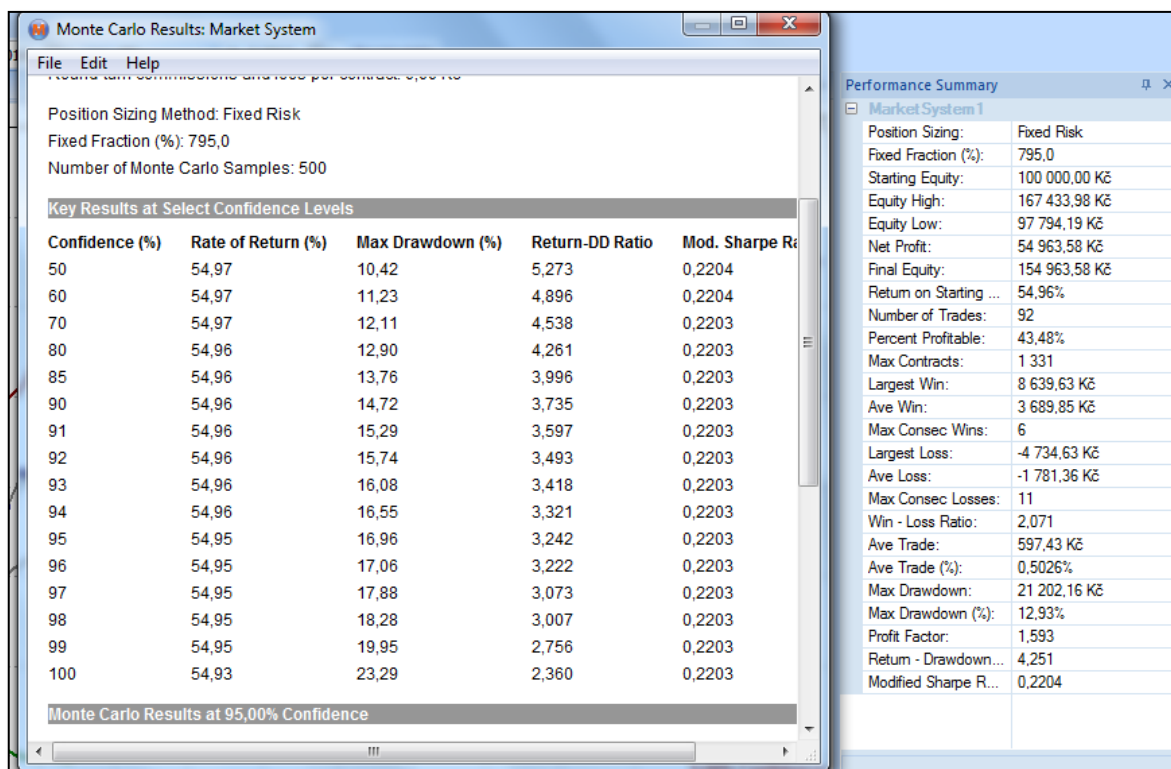 Monte Carlo Results: Market System
File Edit Help
Round turn commissions and loss per contract: 0,00 Kč
Position Sizing Method: Fixed Risk
Fixed Fraction (%): 795,0
Number of Monte Carlo Samples: 500
Key Results at Select Confidence Levels
Confidence (%) Rate of Return (%) Max Drawdown (%) Return-DD Ratio Mod. Sharpe Ra
50 54,97 10,42 5,273 0,2204
60 54,97 11,23 4,896 0,2204
70 54,97 12,11 4,538 0,2203
80 54,96 12,90 4,261 0,2203
85 54,96 13,76 3,996 0,2203
90 54,96 14,72 3,735 0,2203
91 54,96 15,29 3,597 0,2203
92 54,96 15,74 3,493 0,2203
93 54,96 16,08 3,418 0,2203
94 54,96 16,55 3,321 0,2203
95 54,95 16,96 3,242 0,2203
96 54,95 17,06 3,222 0,2203
97 54,95 17,88 3,073 0,2203
98 54,95 18,28 3,007 0,2203
99 54,95 19,95 2,756 0,2203
100 54,93 23,29 2,360 0,2203
Monte Carlo Results at 95,00% Confidence
Performance Summary
MarketSystem1
Position Sizing: Fixed Risk
Fixed Fraction (%): 795,0
Starting Equity: 100 000,00 Kč
Equity High: 167 433,98 Kč
Equity Low: 97 794,19 Kč
Net Profit: 54 963,58 Kč
Final Equity: 154 963,58 Kč
Return on Starting ... 54,96%
Number of Trades: 92
Percent Profitable: 43,48%
Max Contracts: 1 331
Largest Win: 8 639,63 Kč
Ave Win: 3 689,85 Kč
Max Consec Wins: 6
Largest Loss: -4 734,63 Kč
Ave Loss: -1 781,36 Kč
Max Consec Losses: 11
Win - Loss Ratio: 2,071
Ave Trade: 597,43 Kč
Ave Trade (%): 0,5026%
Max Drawdown: 21 202,16 Kč
Max Drawdown (%): 12,93%
Profit Factor: 1,593
Return - Drawdown... 4,251
Modified Sharpe R... 0,2204